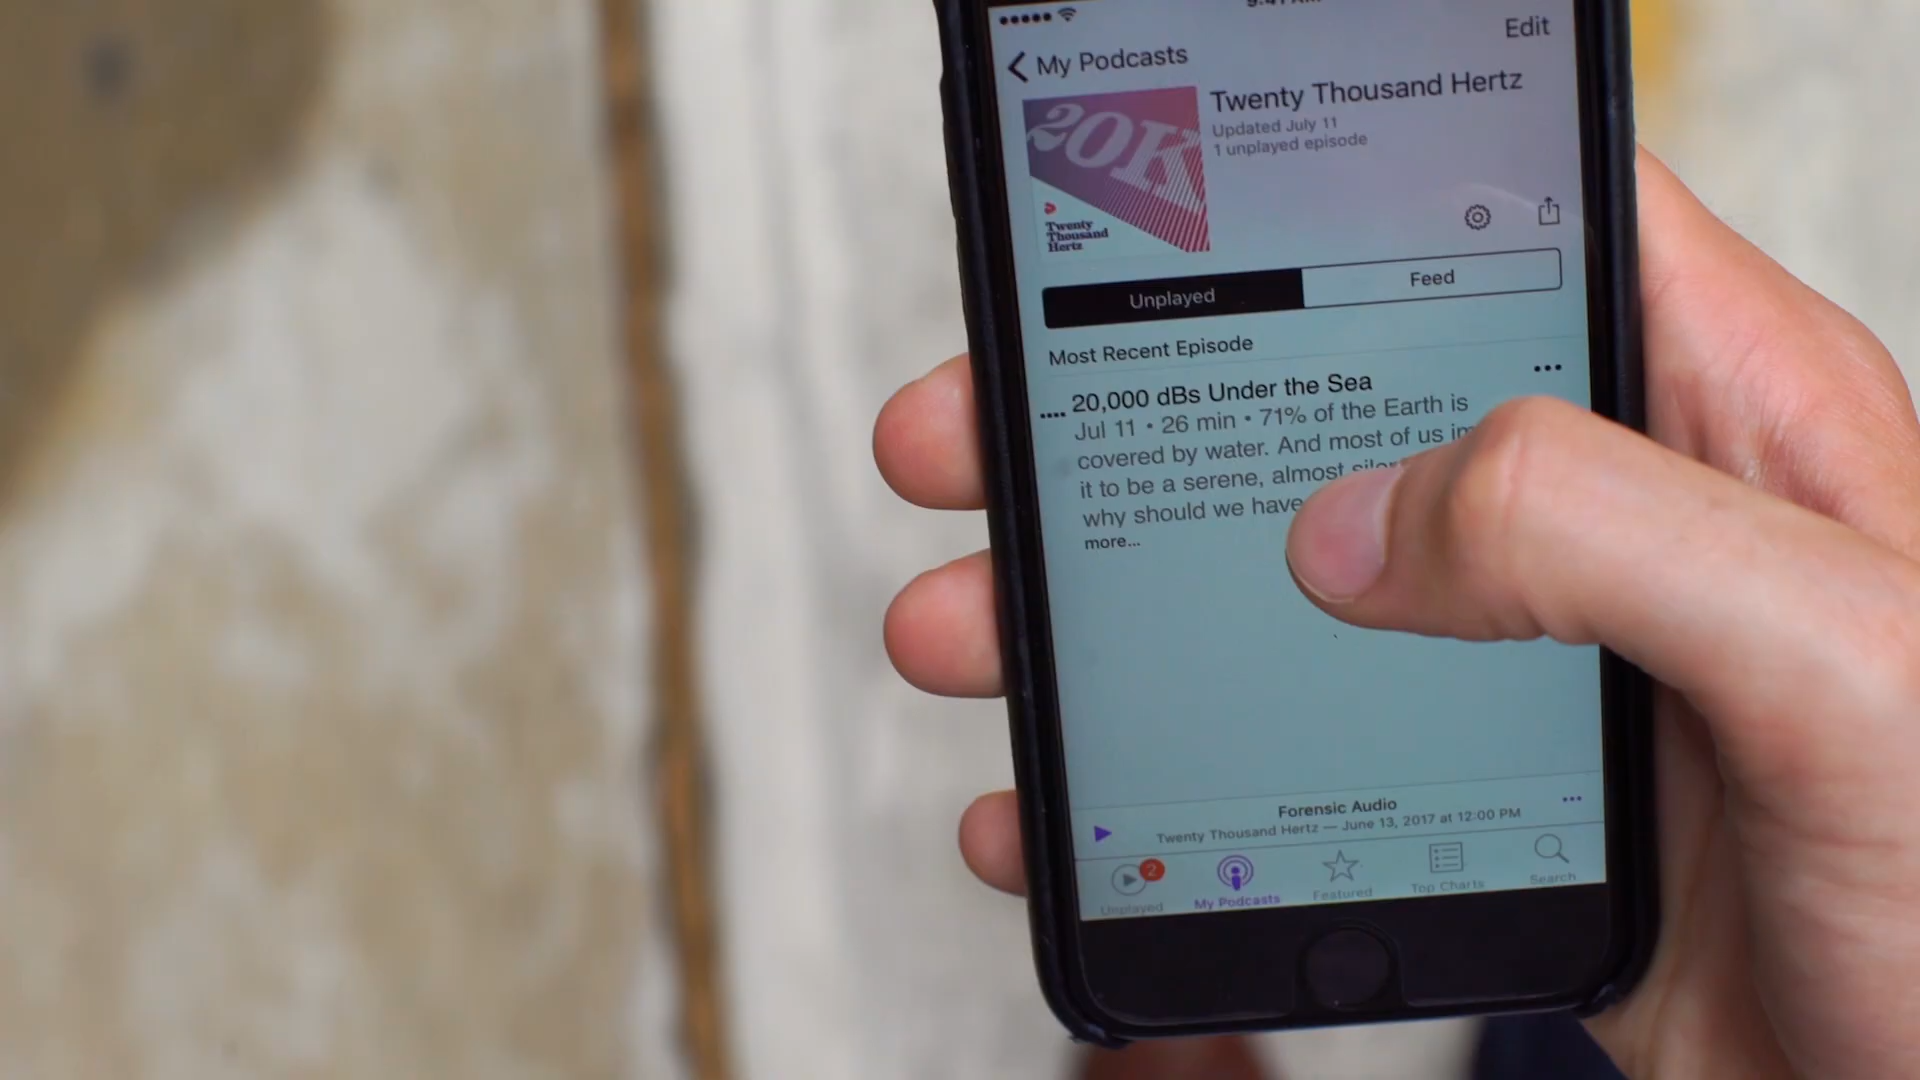 My Podcasts
Edit
20K
Twenty
Thousand
Hertz
Twenty Thousand Hertz
Updated July 11
1 unplayed episode
Unplayed
Feed
Most Recent Episode
20,000 dBs Under the Sea
Jul 11 • 26 min • 71% of the Earth is
covered by water. And most of us
it to be a serene, almost
why should we have
more...
Forensic Audio
Twenty Thousand Hertz — June 13, 2017 at 12:00 PM
2
Unplayed
My Podcasts
Featured
Top Charts
Search